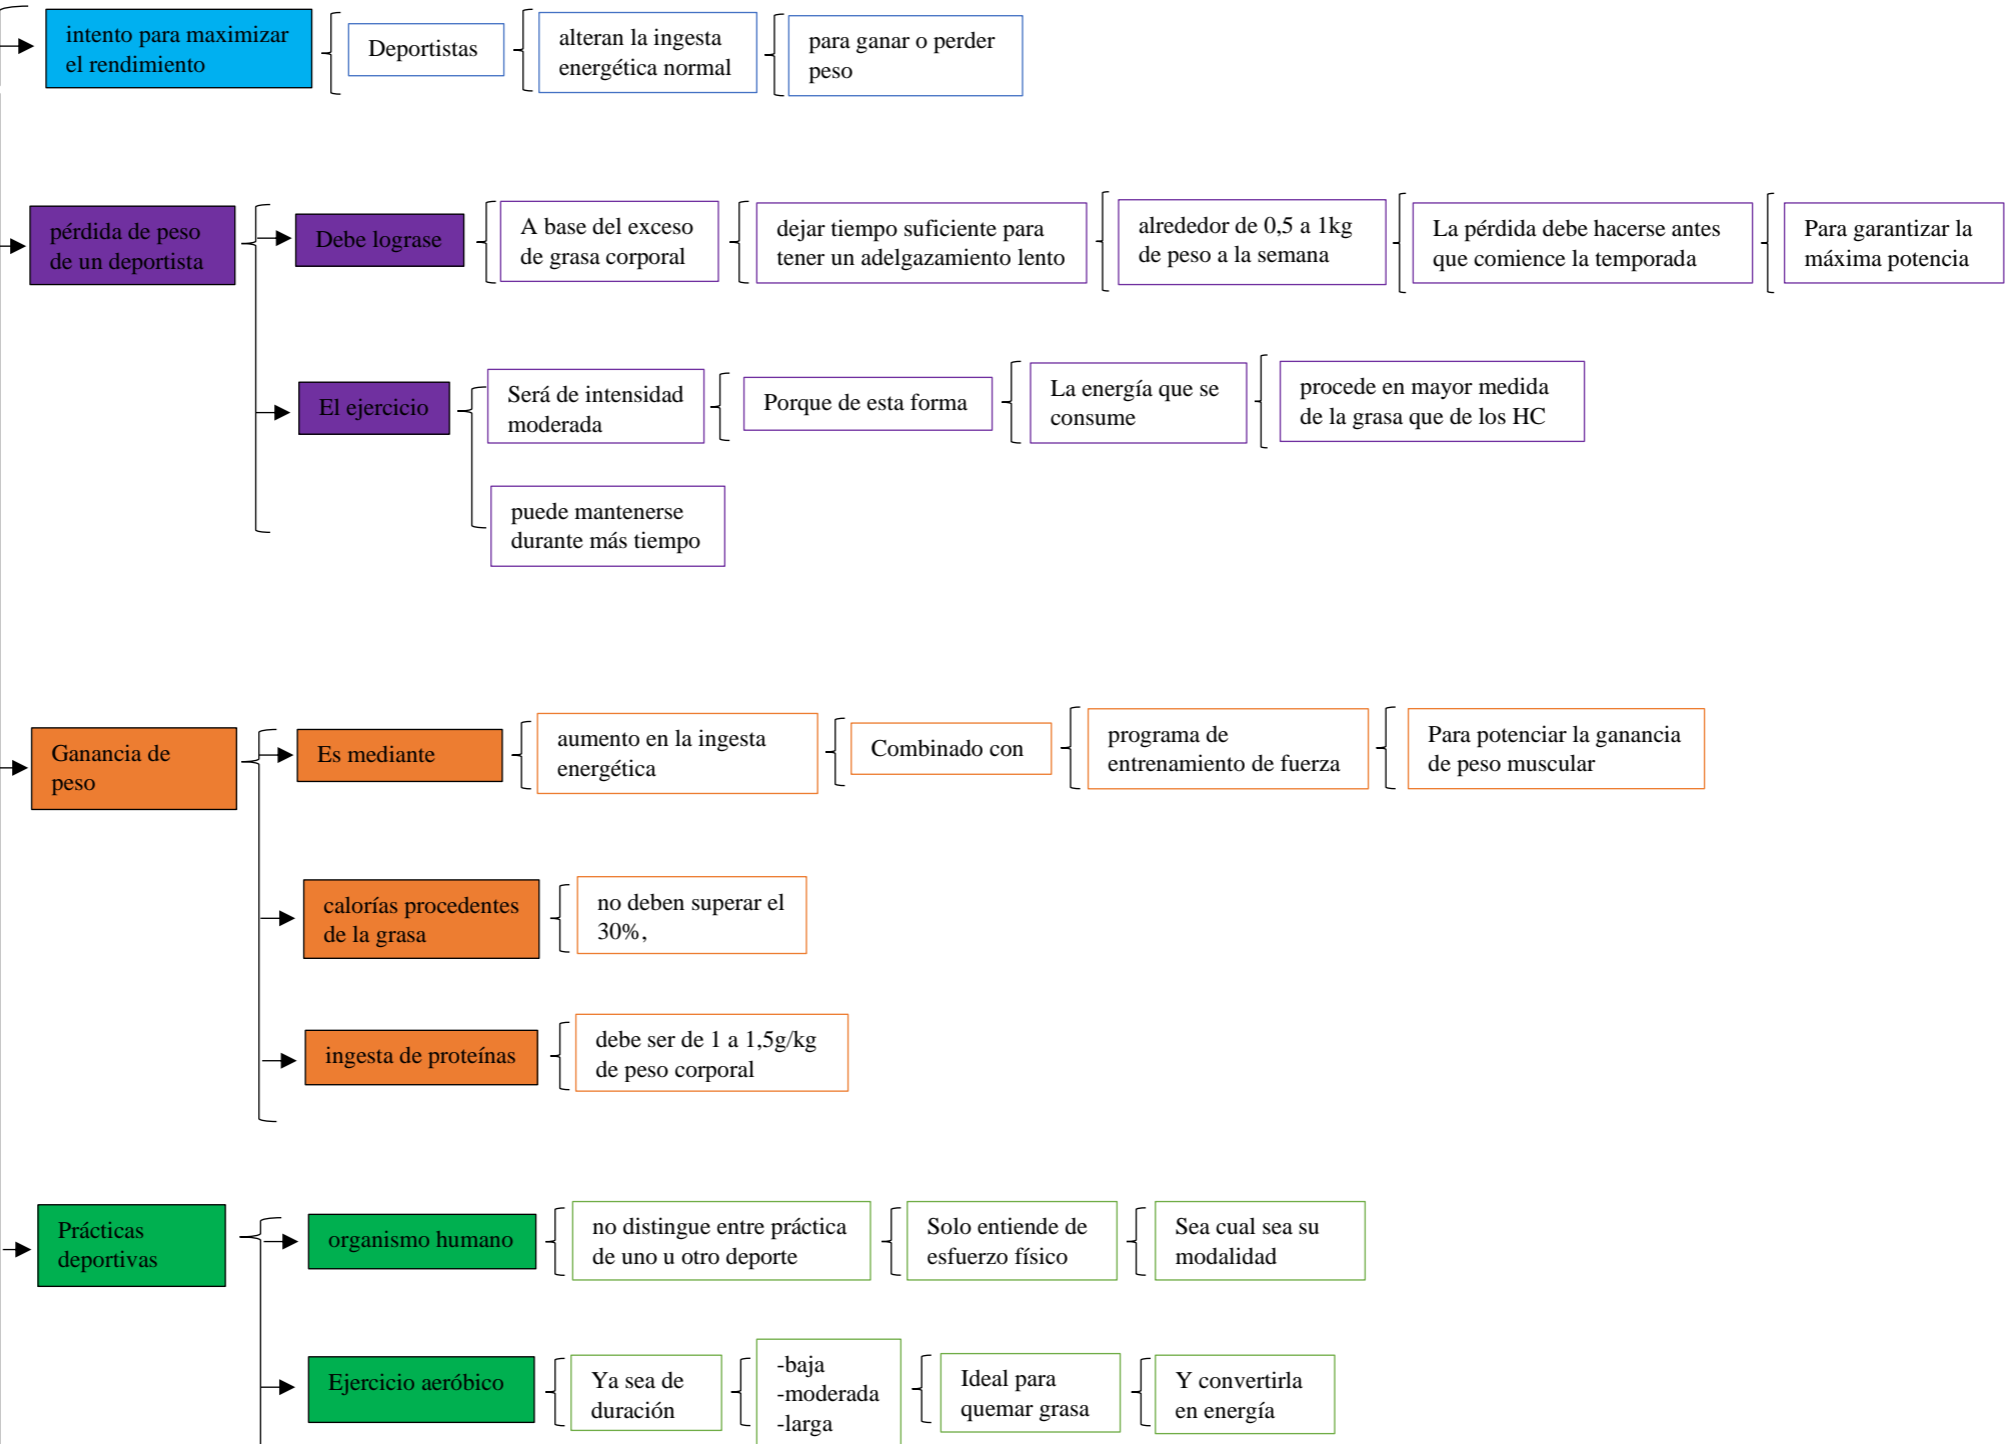 intento para maximizar
el rendimiento
Deportistas
alteran la ingesta
energética normal
para ganar o perder
peso
pérdida de peso
de un deportista
Debe lograse
A base del exceso
de grasa corporal
dejar tiempo suficiente para
tener un adelgazamiento lento
alrededor de 0,5 a 1kg
de peso a la semana
La pérdida debe hacerse antes
que comience la temporada
Para garantizar la
máxima potencia
El ejercicio
Será de intensidad
moderada
Porque de esta forma
La energía que se
consume
procede en mayor medida
de la grasa que de los HC
puede mantenerse
durante más tiempo
Ganancia de
peso
Es mediante
aumento en la ingesta
energética
Combinado con
programa de
entrenamiento de fuerza
Para potenciar la ganancia
de peso muscular
calorías procedentes
de la grasa
no deben superar el
30%,
ingesta de proteínas
debe ser de 1 a 1,5g/kg
de peso corporal
Prácticas
deportivas
organismo humano
no distingue entre práctica
de uno u otro deporte
Solo entiende de
esfuerzo físico
Sea cual sea su
modalidad
Ejercicio aeróbico
Ya sea de
duración
-baja
-moderada
-larga
Ideal para
quemar grasa
Y convertirla
en energía